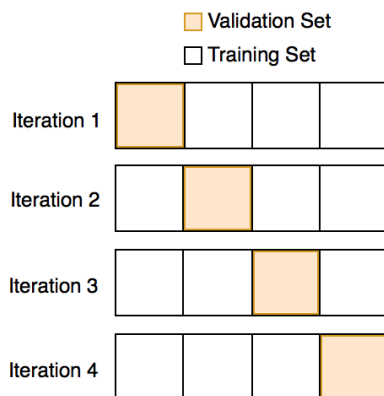 Validation Set
Training Set
Iteration 1
Iteration 2
Iteration 3
Iteration 4